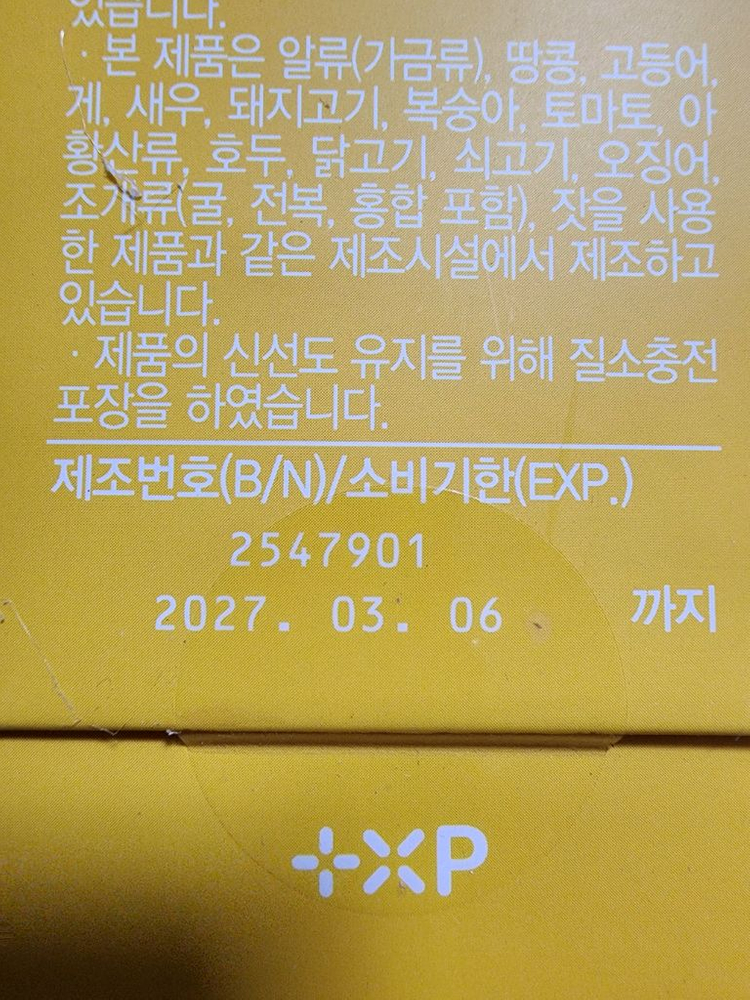 있습니다.
· 본 제품은 알류(가금류), 땅콩, 고등어,
게, 새우, 돼지고기, 복숭아, 토마토, 아
황산류, 호두, 닭고기, 쇠고기, 오징어,
조개류(굴, 전복, 홍합 포함), 잣을 사용
한 제품과 같은 제조시설에서 제조하고
있습니다.
· 제품의 신선도 유지를 위해 질소충전
포장을 하였습니다.
제조번호(B/N)/소비기한(EXP.)
2547901
2027. 03. 06 까지
+XP